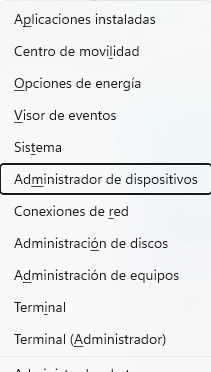 Aplicaciones instaladas
Centro de movilidad
Opciones de energía
Visor de eventos
Sistema
Administrador de dispositivos
Conexiones de red
Administración de discos
Administración de equipos
Terminal
Terminal (Administrador)